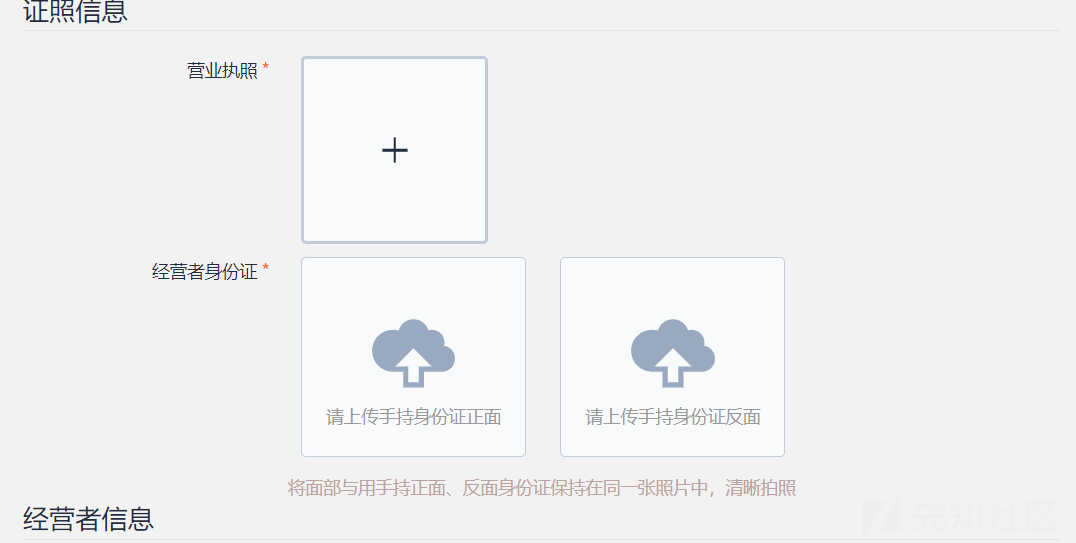 证照信息
营业执照 *
经营者身份证 *
请上传手持身份证正面
请上传手持身份证反面
将面部与用手持正面、反面身份证保持在同一张照片中，清晰拍照
经营者信息
先知社区